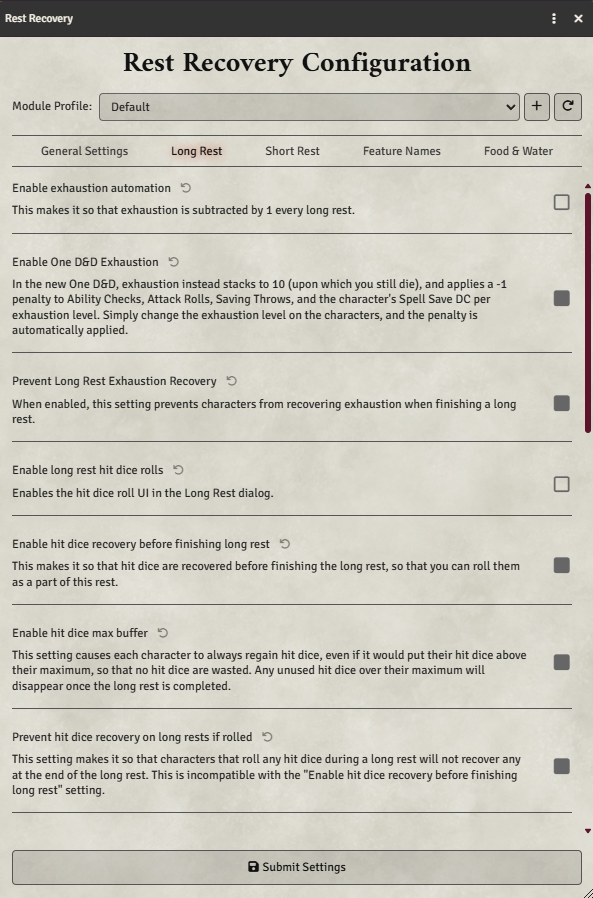 Rest Recovery
Rest Recovery Configuration
Module Profile: Default
General Settings Long Rest Short Rest Feature Names Food & Water
Enable exhaustion automation
This makes it so that exhaustion is subtracted by 1 every long rest.
Enable One D&D Exhaustion
In the new One D&D, exhaustion instead stacks to 10 (upon which you still die), and applies a -1
penalty to Ability Checks, Attack Rolls, Saving Throws, and the character's Spell Save DC per
exhaustion level. Simply change the exhaustion level on the characters, and the penalty is
automatically applied.
Prevent Long Rest Exhaustion Recovery
When enabled, this setting prevents characters from recovering exhaustion when finishing a long
rest.
Enable long rest hit dice rolls
Enables the hit dice roll UI in the Long Rest dialog.
Enable hit dice recovery before finishing long rest
This makes it so that hit dice are recovered before finishing the long rest, so that you can roll them
as a part of this rest.
Enable hit dice max buffer
This setting causes each character to always regain hit dice, even if it would put their hit dice above
their maximum, so that no hit dice are wasted. Any unused hit dice over their maximum will
disappear once the long rest is completed.
Prevent hit dice recovery on long rests if rolled
This setting makes it so that characters that roll any hit dice during a long rest will not recover any
at the end of the long rest. This is incompatible with the "Enable hit dice recovery before finishing
long rest" setting.
Submit Settings